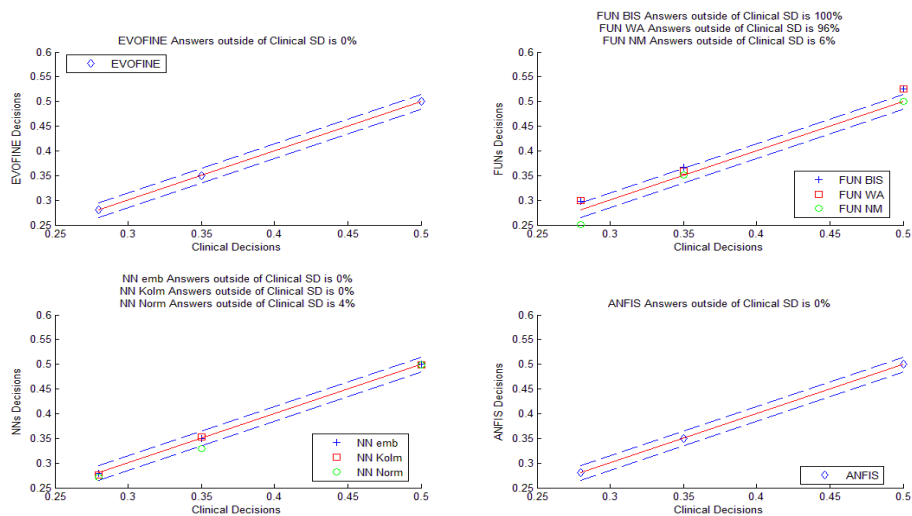 EVOFINE Answers outside of Clinical SD is 0%
0.6
0.55
0.5
0.45
0.4
0.35
0.3
0.25
EVOFINE Decisions
EVOFINE
0.25 0.3 0.35 0.4 0.45 0.5
Clinical Decisions
FUN BIS Answers outside of Clinical SD is 100%
FUN WA Answers outside of Clinical SD is 96%
FUN NM Answers outside of Clinical SD is 6%
0.6
0.55
0.5
0.45
0.4
0.35
0.3
0.25
FUNs Decisions
FUN BIS
FUN WA
FUN NM
0.25 0.3 0.35 0.4 0.45 0.5
Clinical Decisions
NN emb Answers outside of Clinical SD is 0%
NN Kolm Answers outside of Clinical SD is 0%
NN Norm Answers outside of Clinical SD is 4%
0.6
0.55
0.5
0.45
0.4
0.35
0.3
0.25
NNs Decisions
NN emb
NN Kolm
NN Norm
0.25 0.3 0.35 0.4 0.45 0.5
Clinical Decisions
ANFIS Answers outside of Clinical SD is 0%
0.6
0.55
0.5
0.45
0.4
0.35
0.3
0.25
ANFIS Decisions
ANFIS
0.25 0.3 0.35 0.4 0.45 0.5
Clinical Decisions